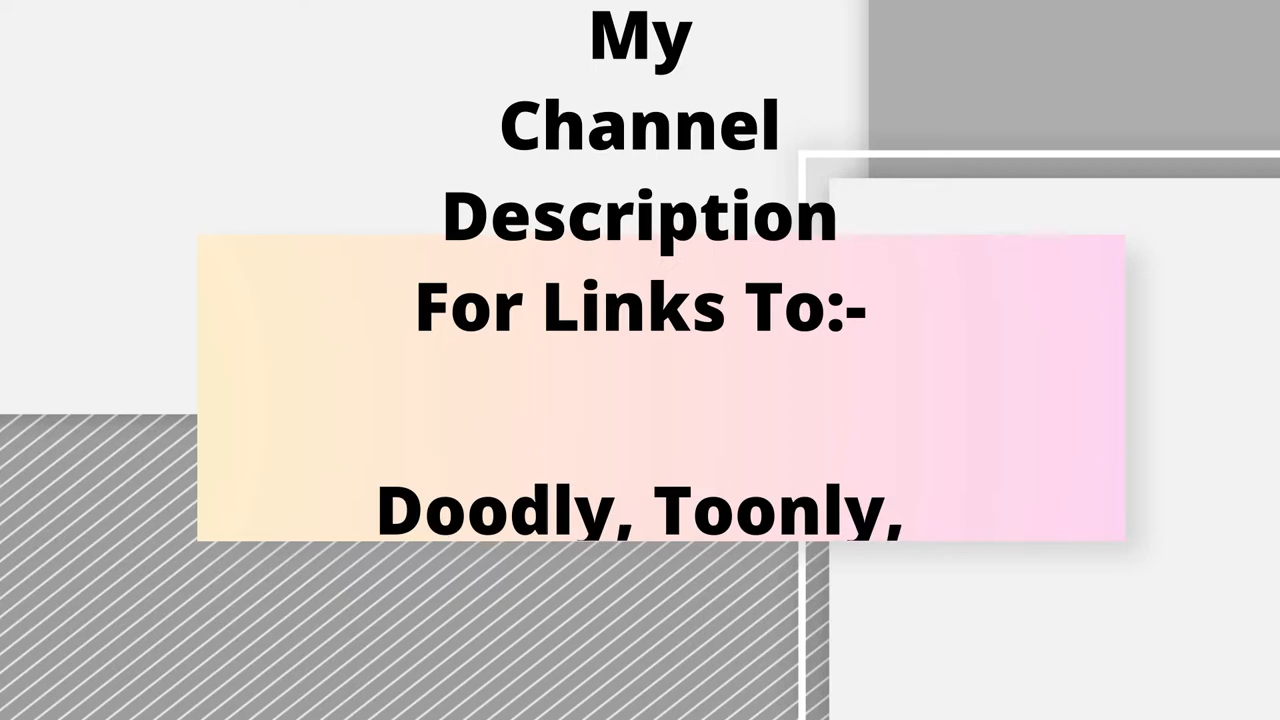 My
Channel
Description
For Links To:-
Doodly, Toonly,